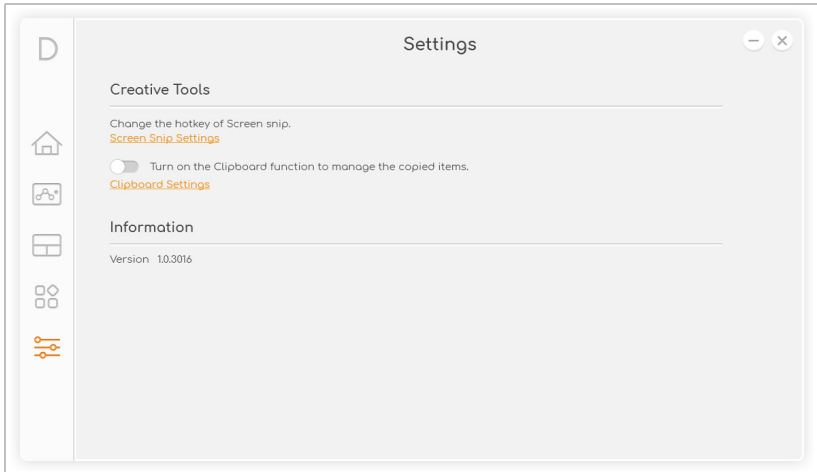 D
Settings
Creative Tools
Change the hotkey of Screen snip.
Screen Snip Settings
Turn on the Clipboard function to manage the copied items.
Clipboard Settings
Information
Version 1.0.3016